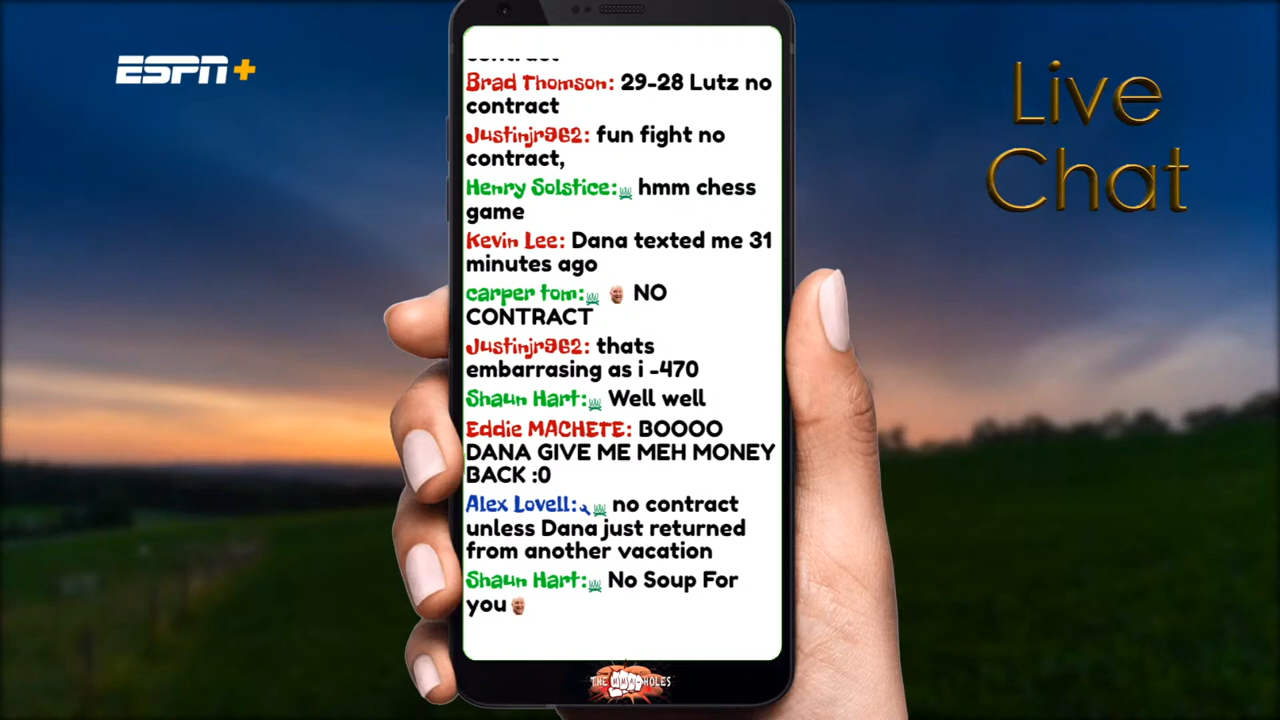 ESPN+
Live
Chat
contract
Brad Thomson: 29-28 Lutz no
contract
Justinjr962: fun fight no
contract,
Henry Solstice: hmm chess
game
Kevin Lee: Dana texted me 31
minutes ago
carper tom: NO
CONTRACT
Justinjr962: thats
embarrasing as i -470
Shaun Hart: Well well
Eddie MACHETE: BOOOO
DANA GIVE ME MEH MONEY
BACK :0
Alex Lovell: no contract
unless Dana just returned
from another vacation
Shaun Hart: No Soup For
you
THE MMA-HOLES